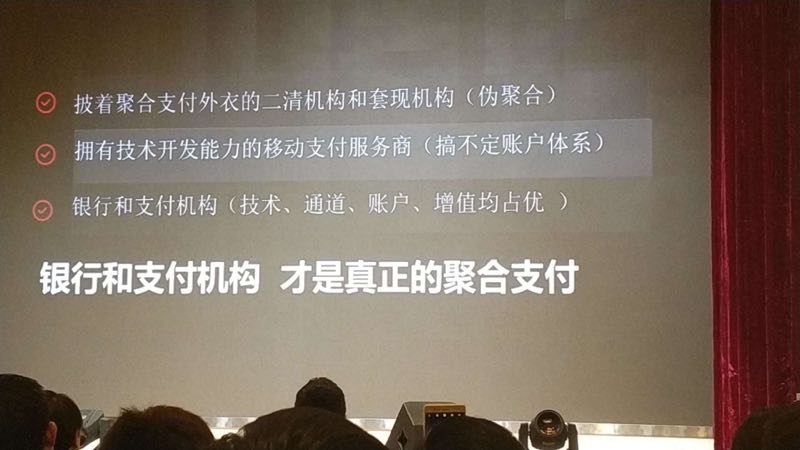 披着聚合支付外衣的二清机构和套现机构（伪聚合）
拥有技术开发能力的移动支付服务商（搞不定账户体系）
银行和支付机构（技术、通道、账户、增值均占优 ）
银行和支付机构 才是真正的聚合支付